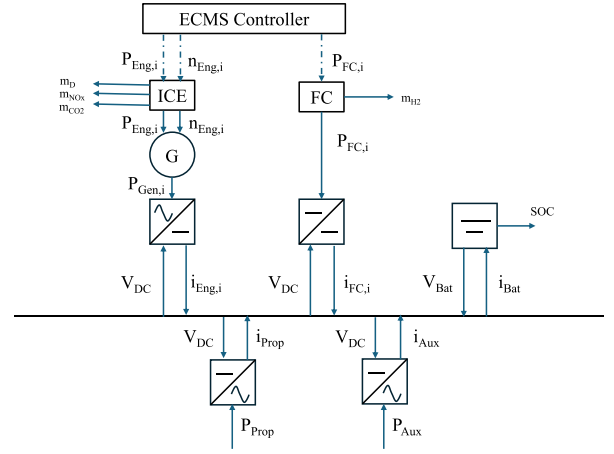 ECMS Controller
P_Eng,i n_Eng,i P_FC,i
m_D
m_NOx
m_CO2
ICE
FC
m_H2
P_Eng,i n_Eng,i
P_FC,i
G
P_Gen,i
SOC
V_DC i_Eng,i V_DC i_FC,i V_Bat i_Bat
V_DC i_Prop V_DC i_Aux
P_Prop P_Aux